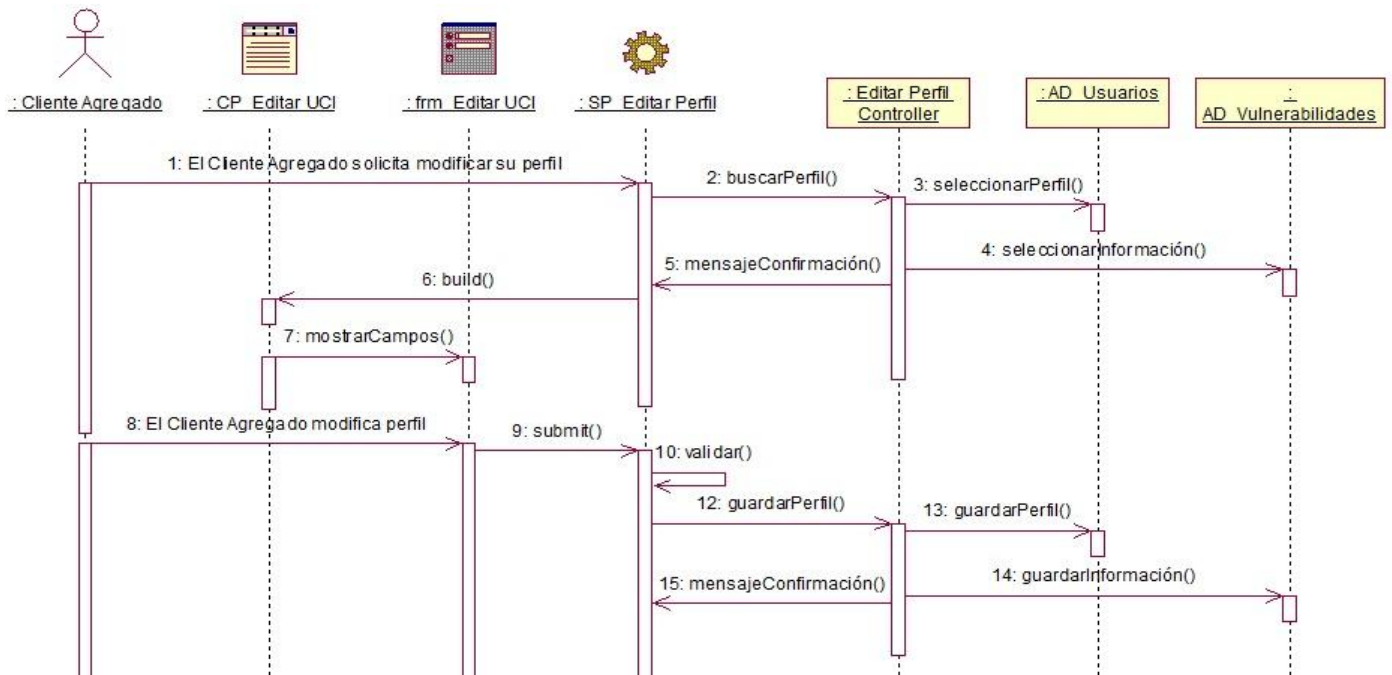 : Cliente Agregado
: CP_Editar UCI
: frm_Editar UCI
: SP_Editar Perfil
: Editar Perfil
Controller
: AD_Usuarios
:
AD_Vulnerabilidades
1: El Cliente Agregado solicita modificar su perfil
2: buscarPerfil()
3: seleccionarPerfil()
4: seleccionarInformación()
5: mensajeConfirmación()
6: build()
7: mostrarCampos()
8: El Cliente Agregado modifica perfil
9: submit()
10: validar()
12: guardarPerfil()
13: guardarPerfil()
14: guardarInformación()
15: mensajeConfirmación()